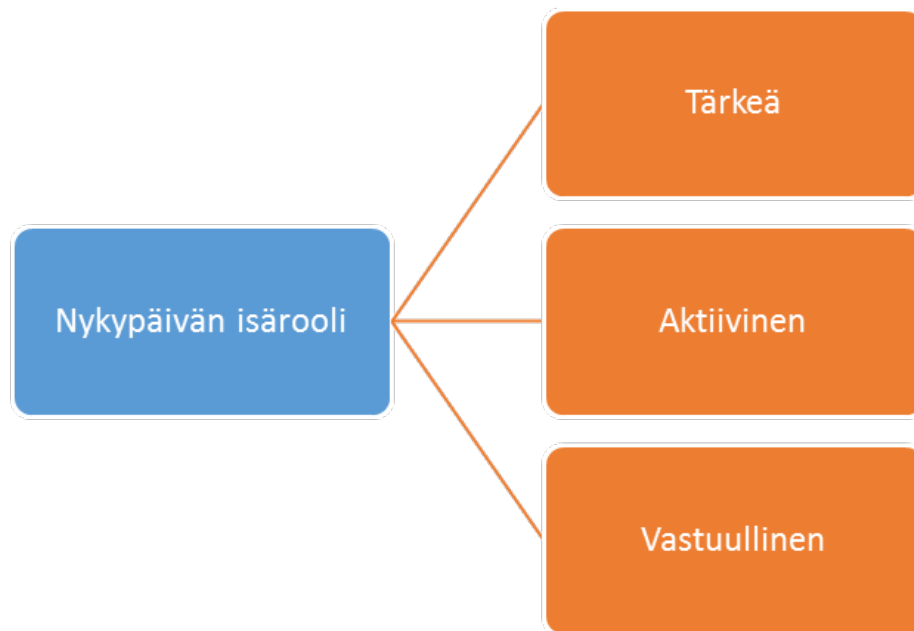 Nykypäivän isärooli
Tärkeä
Aktiivinen
Vastuullinen